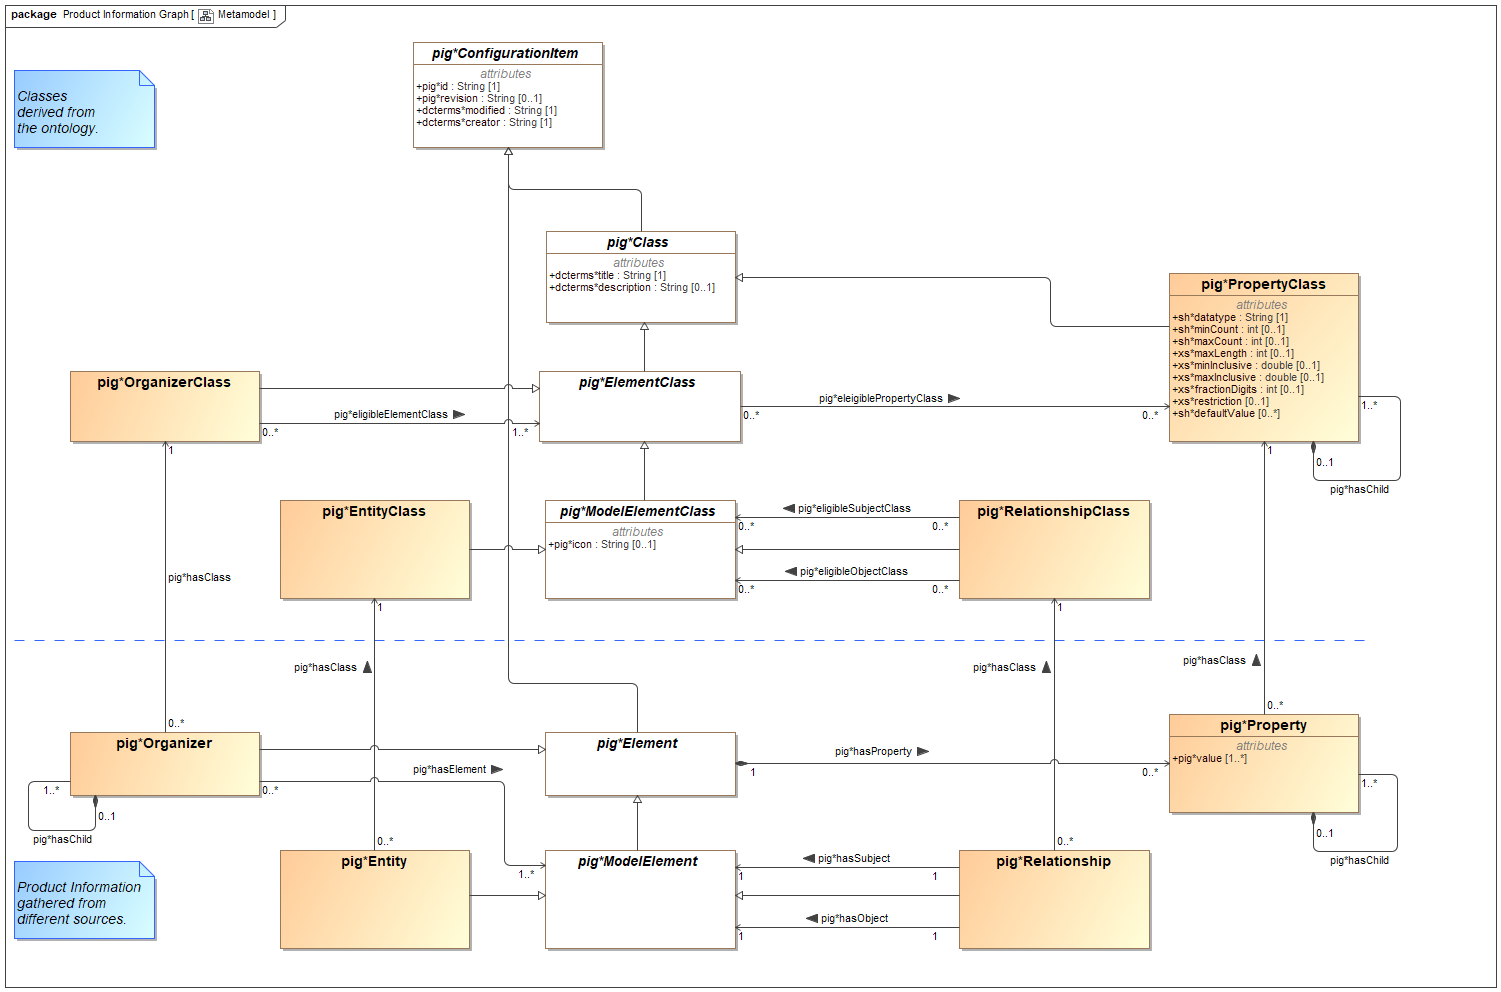 package Product Information Graph [ Metamodel ]
Classes
derived from
the ontology.
pig*ConfigurationItem
attributes
+pig*id : String [1]
+pig*revision : String [0..1]
+dcterms*modified : String [1]
+dcterms*creator : String [1]
pig*Class
attributes
+dcterms*title : String [1]
+dcterms*description : String [0..1]
pig*PropertyClass
attributes
+sh*datatype : String [1]
+sh*minCount : int [0..1]
+sh*maxCount : int [0..1]
+xs*maxLength : int [0..1]
+xs*minInclusive : double [0..1]
+xs*maxInclusive : double [0..1]
+xs*fractionDigits : int [0..1]
+xs*restriction [0..1]
+sh*defaultValue [0..*]
1..*
0..1
pig*hasChild
pig*OrganizerClass
pig*eligibleElementClass
0..*
1..*
1
pig*ElementClass
pig*eleigiblePropertyClass
0..*
0..*
1
pig*EntityClass
1
pig*ModelElementClass
attributes
+pig*icon : String [0..1]
pig*eligibleSubjectClass
0..*
0..*
pig*eligibleObjectClass
0..*
0..*
pig*RelationshipClass
1
pig*hasClass
pig*hasClass
pig*hasClass
pig*hasClass
0..*
0..*
pig*Organizer
pig*hasElement
0..*
1..*
1..*
0..1
pig*hasChild
pig*Element
pig*hasProperty
1
0..*
pig*Property
attributes
+pig*value [1..*]
1..*
0..1
pig*hasChild
0..*
0..*
Product Information
gathered from
different sources.
pig*Entity
pig*ModelElement
pig*hasSubject
1
1
pig*hasObject
1
1
pig*Relationship